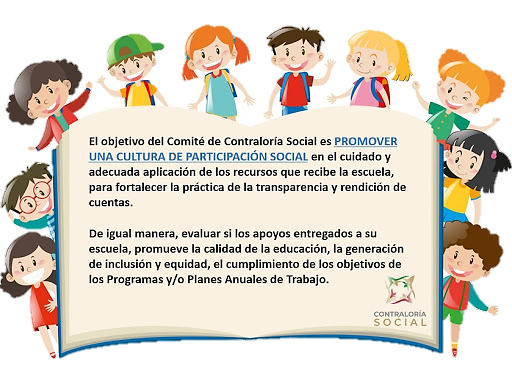 El objetivo del Comité de Contraloría Social es PROMOVER
UNA CULTURA DE PARTICIPACIÓN SOCIAL en el cuidado y
adecuada aplicación de los recursos que recibe la escuela,
para fortalecer la práctica de la transparencia y rendición de
cuentas.
De igual manera, evaluar si los apoyos entregados a su
escuela, promueve la calidad de la educación, la generación
de inclusión y equidad, el cumplimiento de los objetivos de
los Programas y/o Planes Anuales de Trabajo.
CONTRALORÍA
SOCIAL